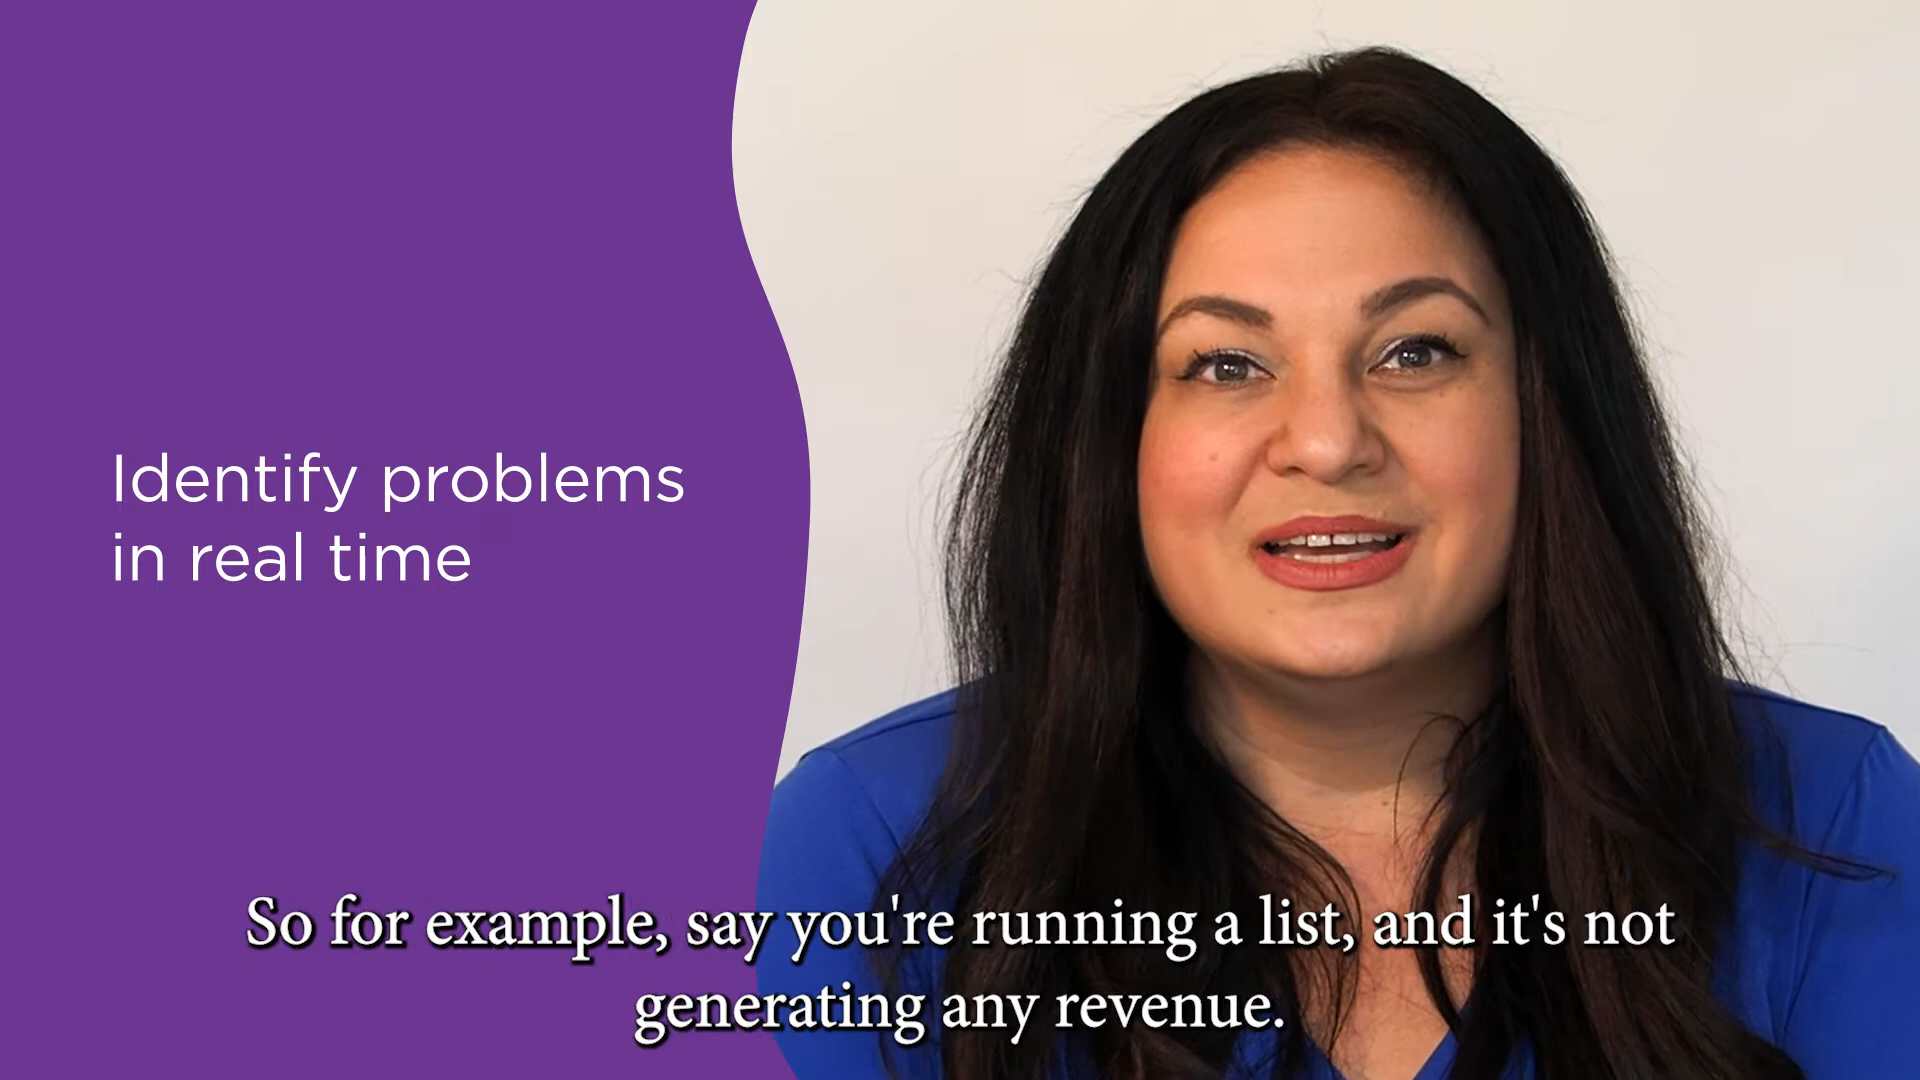 Identify problems
in real time
So for example, say you're running a list, and it's not
generating any revenue.